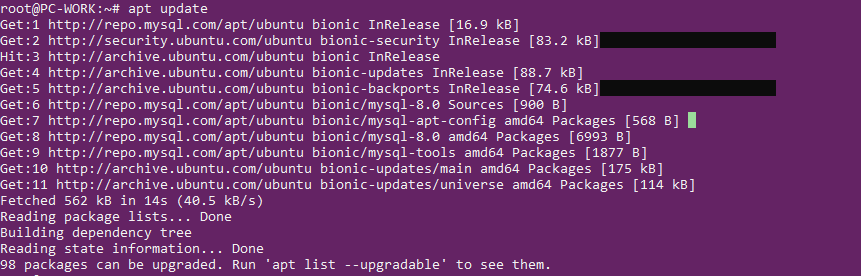 root@PC-WORK:~# apt update
Get:1 http://repo.mysql.com/apt/ubuntu bionic InRelease [16.9 kB]
Get:2 http://security.ubuntu.com/ubuntu bionic-security InRelease [83.2 kB]
Hit:3 http://archive.ubuntu.com/ubuntu bionic InRelease
Get:4 http://archive.ubuntu.com/ubuntu bionic-updates InRelease [88.7 kB]
Get:5 http://archive.ubuntu.com/ubuntu bionic-backports InRelease [74.6 kB]
Get:6 http://repo.mysql.com/apt/ubuntu bionic/mysql-8.0 Sources [900 B]
Get:7 http://repo.mysql.com/apt/ubuntu bionic/mysql-apt-config amd64 Packages [568 B]
Get:8 http://repo.mysql.com/apt/ubuntu bionic/mysql-8.0 amd64 Packages [6993 B]
Get:9 http://repo.mysql.com/apt/ubuntu bionic/mysql-tools amd64 Packages [1877 B]
Get:10 http://archive.ubuntu.com/ubuntu bionic-updates/main amd64 Packages [175 kB]
Get:11 http://archive.ubuntu.com/ubuntu bionic-updates/universe amd64 Packages [114 kB]
Fetched 562 kB in 14s (40.5 kB/s)
Reading package lists... Done
Building dependency tree
Reading state information... Done
98 packages can be upgraded. Run 'apt list --upgradable' to see them.